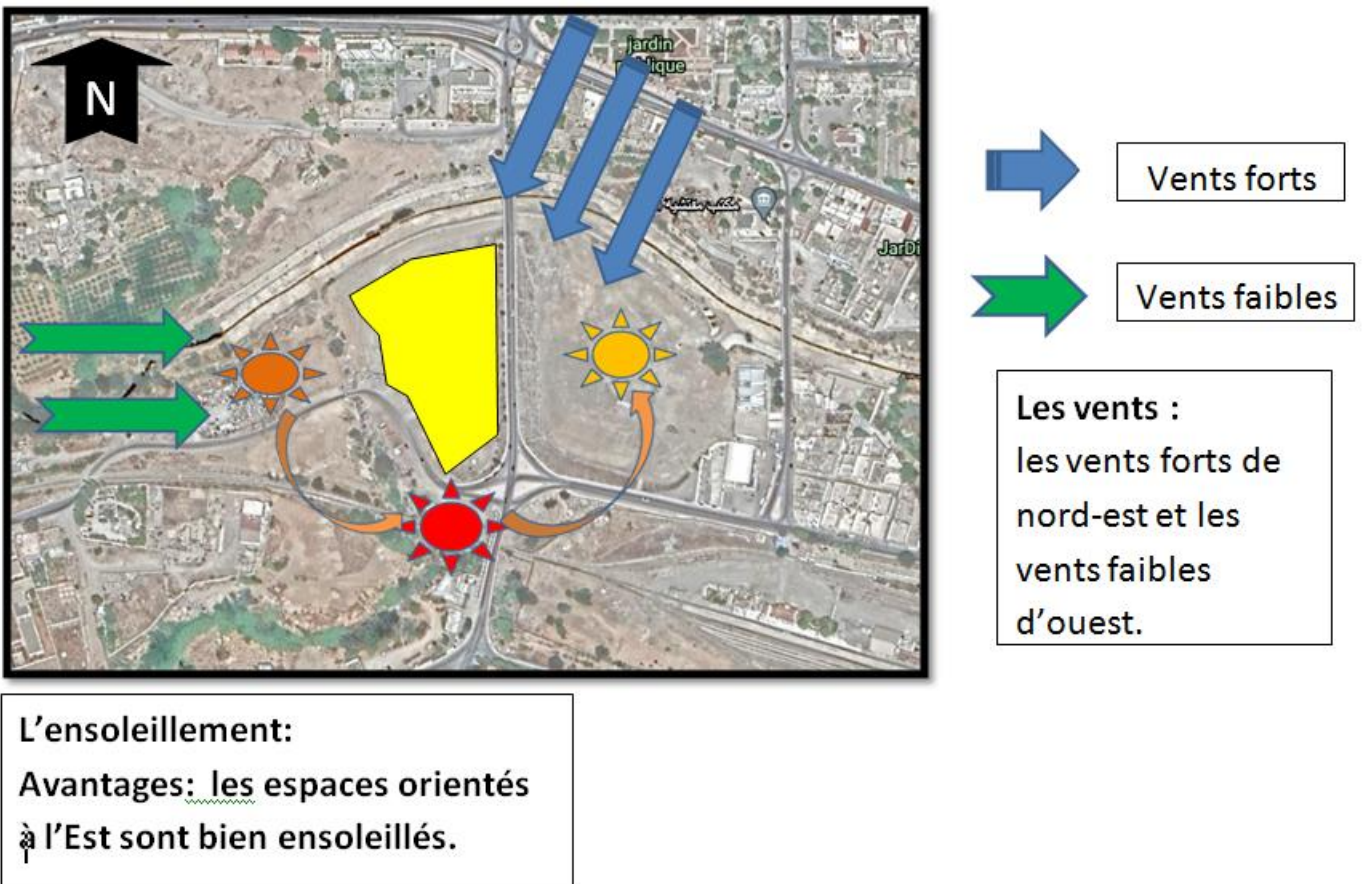 N
jardin
JarDi
Vents forts
Vents faibles
Les vents :
les vents forts de
nord-est et les
vents faibles
d’ouest.
L’ensoleillement:
Avantages: les espaces orientés
à l’Est sont bien ensoleillés.